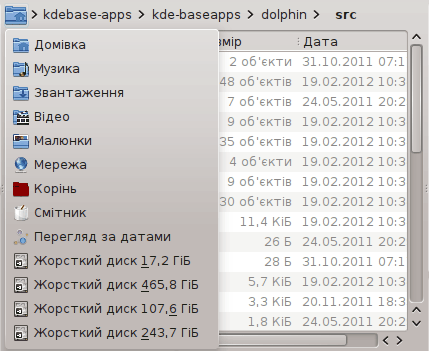 kdebase-apps kde-baseapps dolphin src
Домівка
Музика
Звантаження
Відео
Малюнки
Мережа
Корінь
Смітник
Перегляд за датами
Жорсткий диск 17,2 ГіБ
Жорсткий диск 465,8 ГіБ
Жорсткий диск 107,6 ГіБ
Жорсткий диск 243,7 ГіБ
мір Дата
2 об'єкти 31.10.2011 07:1
48 об'єктів 19.02.2012 10:3
7 об'єктів 24.05.2011 20:2
9 об'єктів 19.02.2012 10:3
35 об'єктів 19.02.2012 10:3
4 об'єкти 19.02.2012 10:3
9 об'єктів 19.02.2012 10:3
30 об'єктів 19.02.2012 10:3
11,4 КіБ 19.02.2012 10:3
26 Б 24.05.2011 20:2
28 Б 31.10.2011 07:1
5,7 КіБ 19.02.2012 10:3
3,3 КіБ 20.11.2011 18:3
1,8 КіБ 24.05.2011 20:2